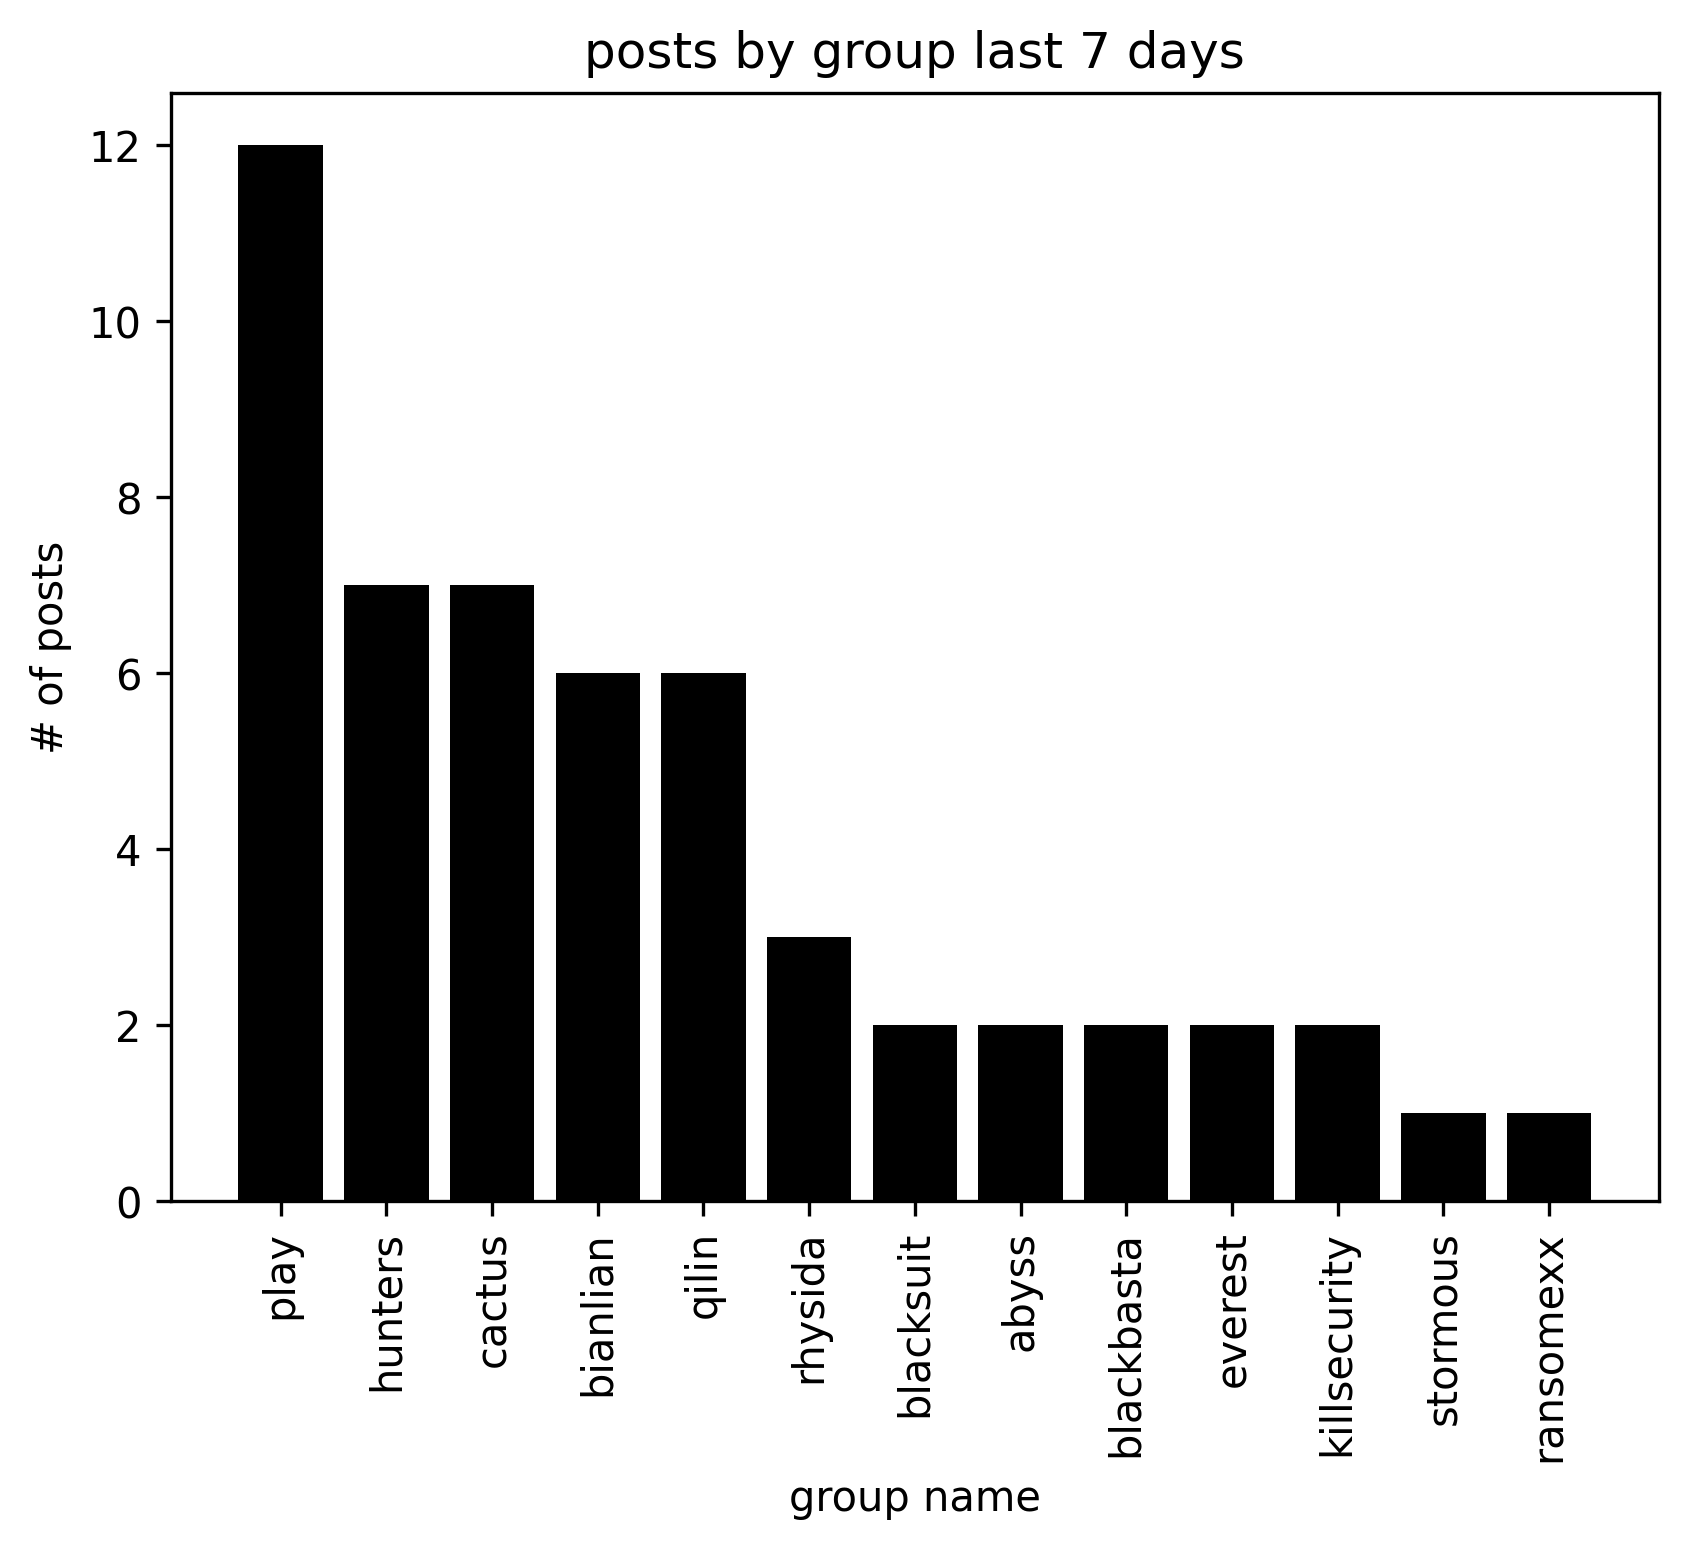 posts by group last 7 days
12
10
8
6
4
2
0
# of posts
play
hunters
cactus
bianlian
qilin
rhysida
blacksuit
abyss
blackbasta
everest
killsecurity
stormous
ransomexx
group name